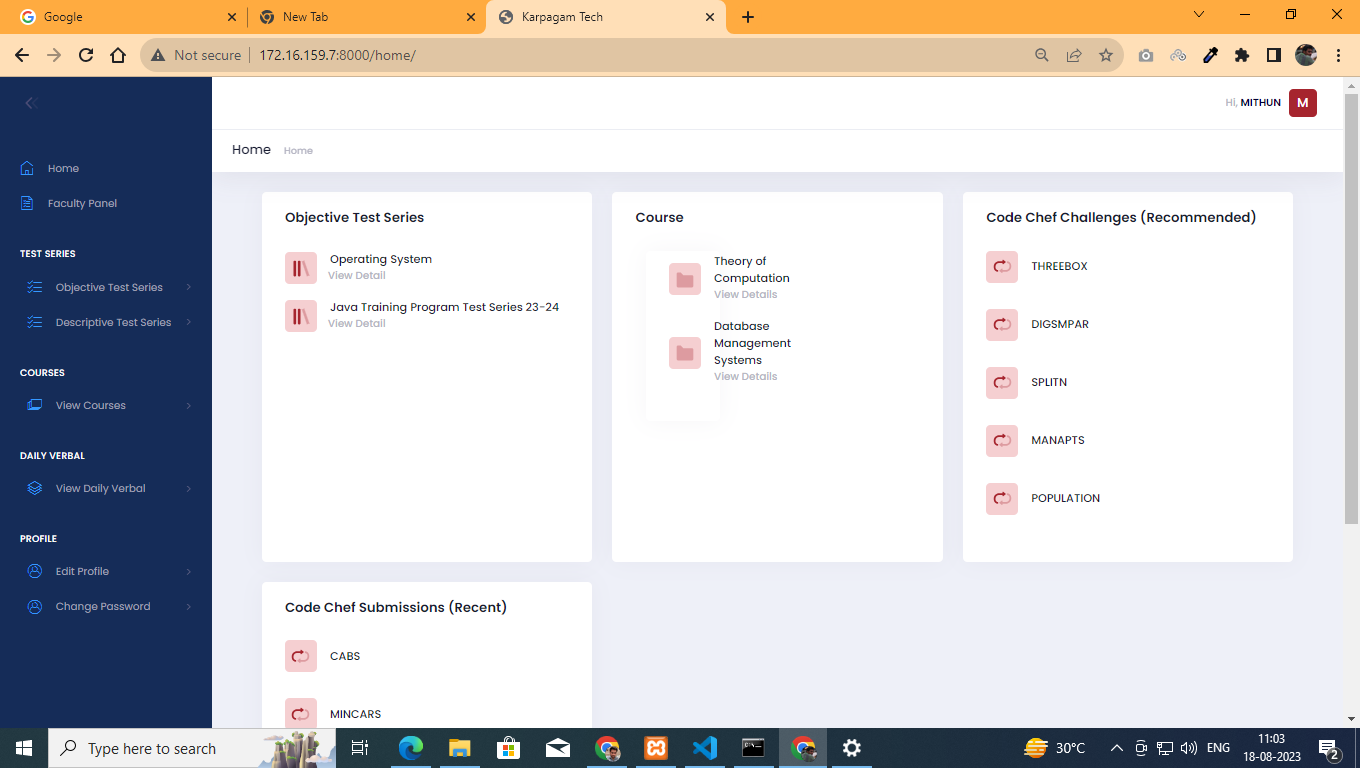 Google
New Tab
Karpagam Tech
Not secure
172.16.159.7:8000/home/
Hi, MITHUN
M
Home
Home
Home
Faculty Panel
TEST SERIES
Objective Test Series
Descriptive Test Series
COURSES
View Courses
DAILY VERBAL
View Daily Verbal
PROFILE
Edit Profile
Change Password
Objective Test Series
Operating System
View Detail
Java Training Program Test Series 23-24
View Detail
Course
Theory of
Computation
View Details
Database
Management
Systems
View Details
Code Chef Challenges (Recommended)
THREEBOX
DIGSMPAR
SPLITN
MANAPTS
POPULATION
Code Chef Submissions (Recent)
CABS
MINCARS
Type here to search
30°C
ENG
11:03
18-08-2023
2